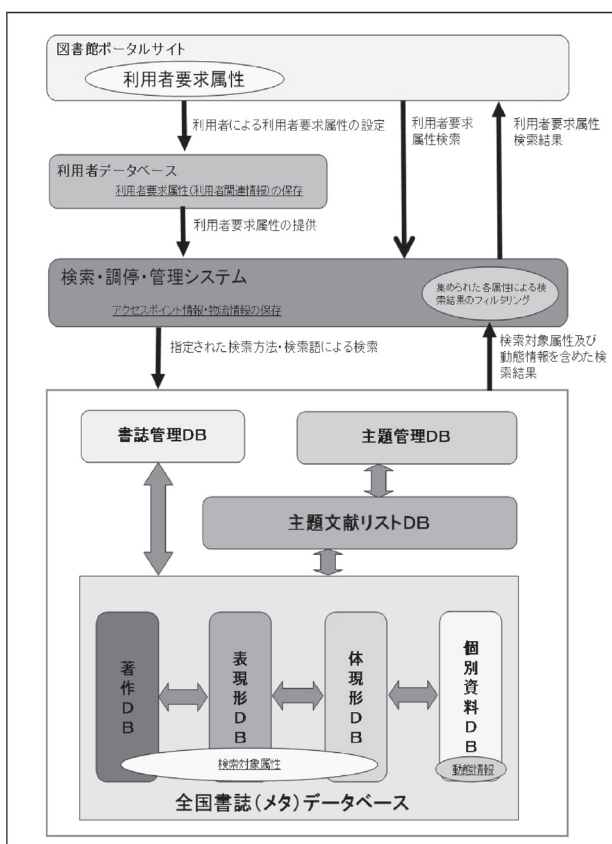 図書館ポータルサイト
利用者要求属性
利用者による利用者要求属性の設定
利用者要求
属性検索
利用者要求属性
検索結果
利用者データベース
利用者要求属性(利用者関連情報)の保存
利用者要求属性の提供
検索・調停・管理システム
アクセスポイント情報・物流情報の保存
集められた各属性による検
索結果のフィルタリング
指定された検索方法・検索語による検索
検索対象属性及び
動態情報を含めた検
索結果
書誌管理DB
主題管理DB
主題文献リストDB
著作DB
表現形DB
体現形DB
個別資料DB
検索対象属性
動態情報
全国書誌(メタ)データベース